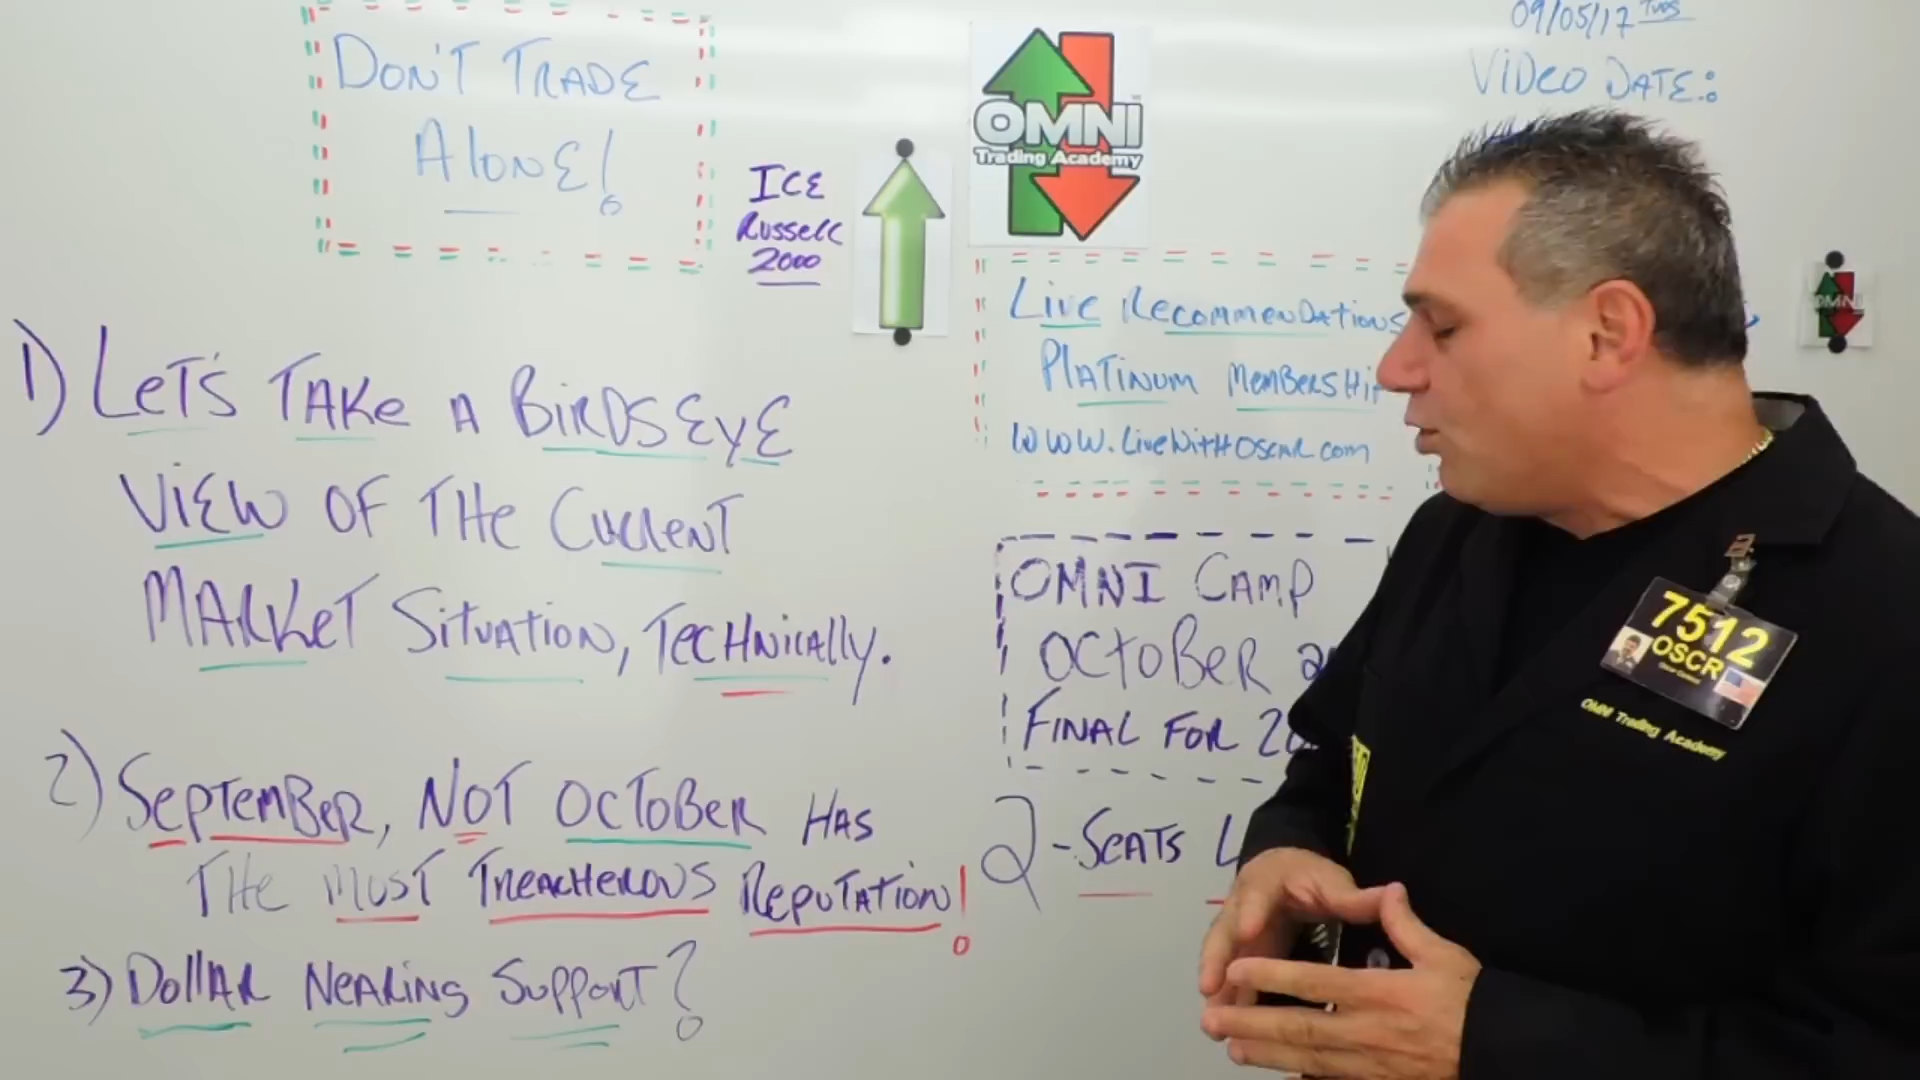 09/05/17 Tues
VIDEO DATE:
DON'T TRADE
ALONE!
OMNI
Trading Academy
ICE
Russell
2000
Live Recommendations
PLATINUM MEMBERSHIP
WWW.LiveWithOscar.com
OMNI
1) LET'S TAKE A BIRDSEYE
VIEW OF THE CURRENT
MARKET SITUATION, TECHNICALLY.
OMNI CAMP
OCTOBER
FINAL FOR
2-SEATS
2) SEPTEMBER, NOT OCTOBER HAS
THE MOST TREACHEROUS REPUTATION!
3) DOLLAR NEARING SUPPORT?
7512
OSCR
OMNI Trading Academy